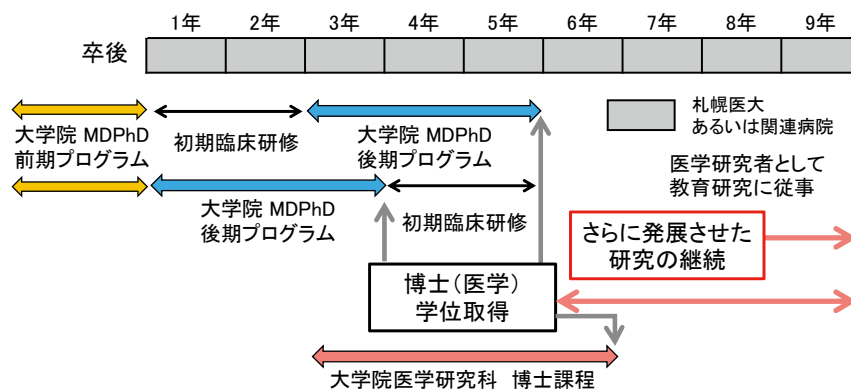 1年 2年 3年 4年 5年 6年 7年 8年 9年
卒後
大学院 MDPhD
前期プログラム
初期臨床研修
大学院 MDPhD
後期プログラム
札幌医大
あるいは関連病院
医学研究者として
教育研究に従事
大学院 MDPhD
後期プログラム
初期臨床研修
さらに発展させた
研究の継続
博士（医学）
学位取得
大学院医学研究科 博士課程